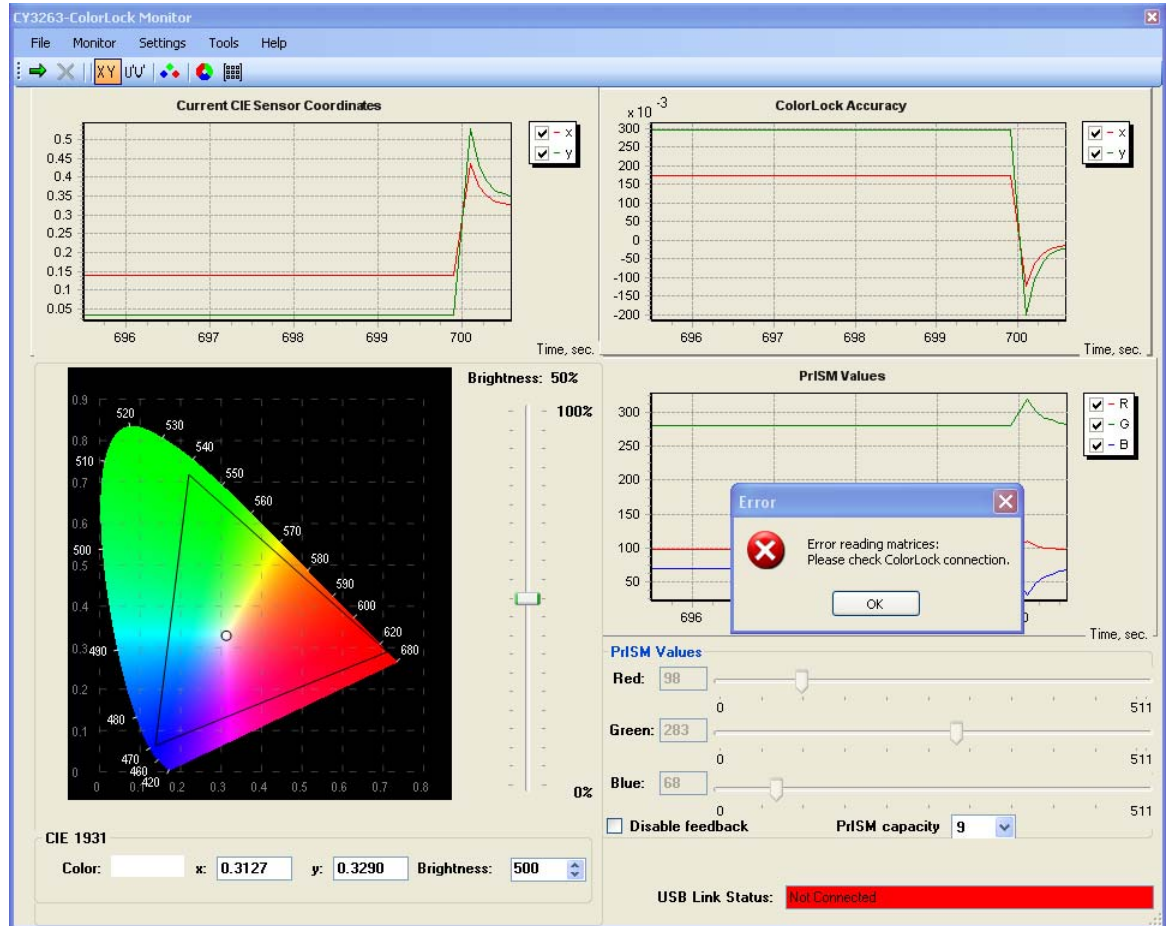 CY3263-ColorLock Monitor
File Monitor Settings Tools Help
XY U'V'
Current CIE Sensor Coordinates
0.5
0.45
0.4
0.35
0.3
0.25
0.2
0.15
0.1
0.05
x
y
696 697 698 699 700
Time, sec.
ColorLock Accuracy
x 10 -3
300
250
200
150
100
50
0
-50
-100
-150
-200
x
y
696 697 698 699 700
Time, sec.
0.9
0.8
0.7
0.6
0.5
0.4
0.3
0.2
0.1
0
0 0.1 0.2 0.3 0.4 0.5 0.6 0.7 0.8
520
530
540
550
560
570
580
590
600
620
680
510
500
490
480
470
460
420
Brightness: 50%
100%
0%
PrISM Values
300
250
200
150
100
50
R
G
B
696
Time, sec.
Error
Error reading matrices:
Please check ColorLock connection.
OK
PrISM Values
Red: 98
0 511
Green: 283
0 511
Blue: 68
0 511
Disable feedback PrISM capacity 9
CIE 1931
Color: x: 0.3127 y: 0.3290 Brightness: 500
USB Link Status: Not Connected